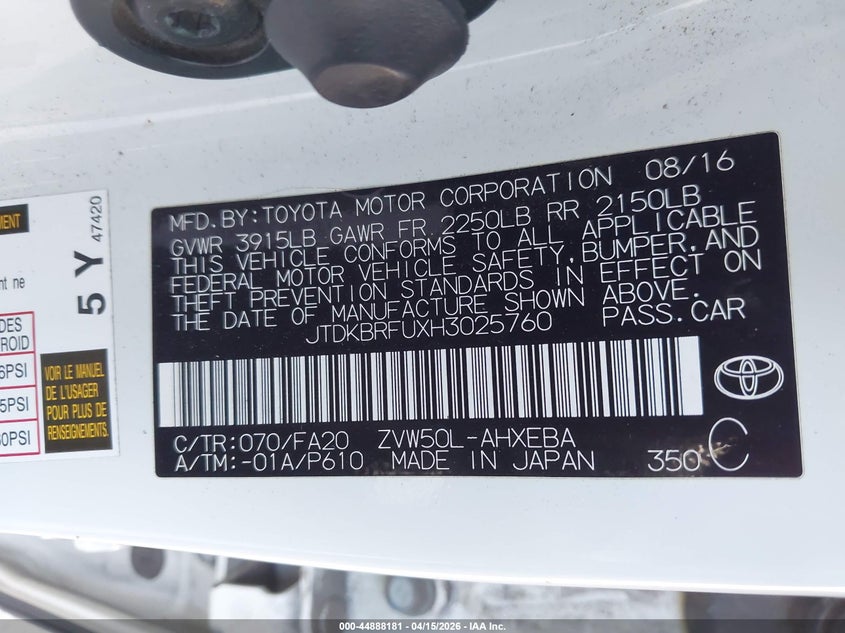 MFD.BY:TOYOTA MOTOR CORPORATION 08/16
GVWR 3915LB GAWR FR 2250LB RR 2150LB
THIS VEHICLE CONFORMS TO ALL APPLICABLE
FEDERAL MOTOR VEHICLE SAFETY,BUMPER,AND
THEFT PREVENTION STANDARDS IN EFFECT ON
THE DATE OF MANUFACTURE SHOWN ABOVE.
JTDKBRFUXH3025760 PASS.CAR
C/TR:070/FA20 ZVW50L-AHXEBA
A/TM:-01A/P610 MADE IN JAPAN 350 C
5 Y 47420
nt ne
VOIR LE MANUEL
DE L'USAGER
POUR PLUS DE
RENSEIGNEMENTS.
000-44888181 - 04/15/2026 - IAA Inc.